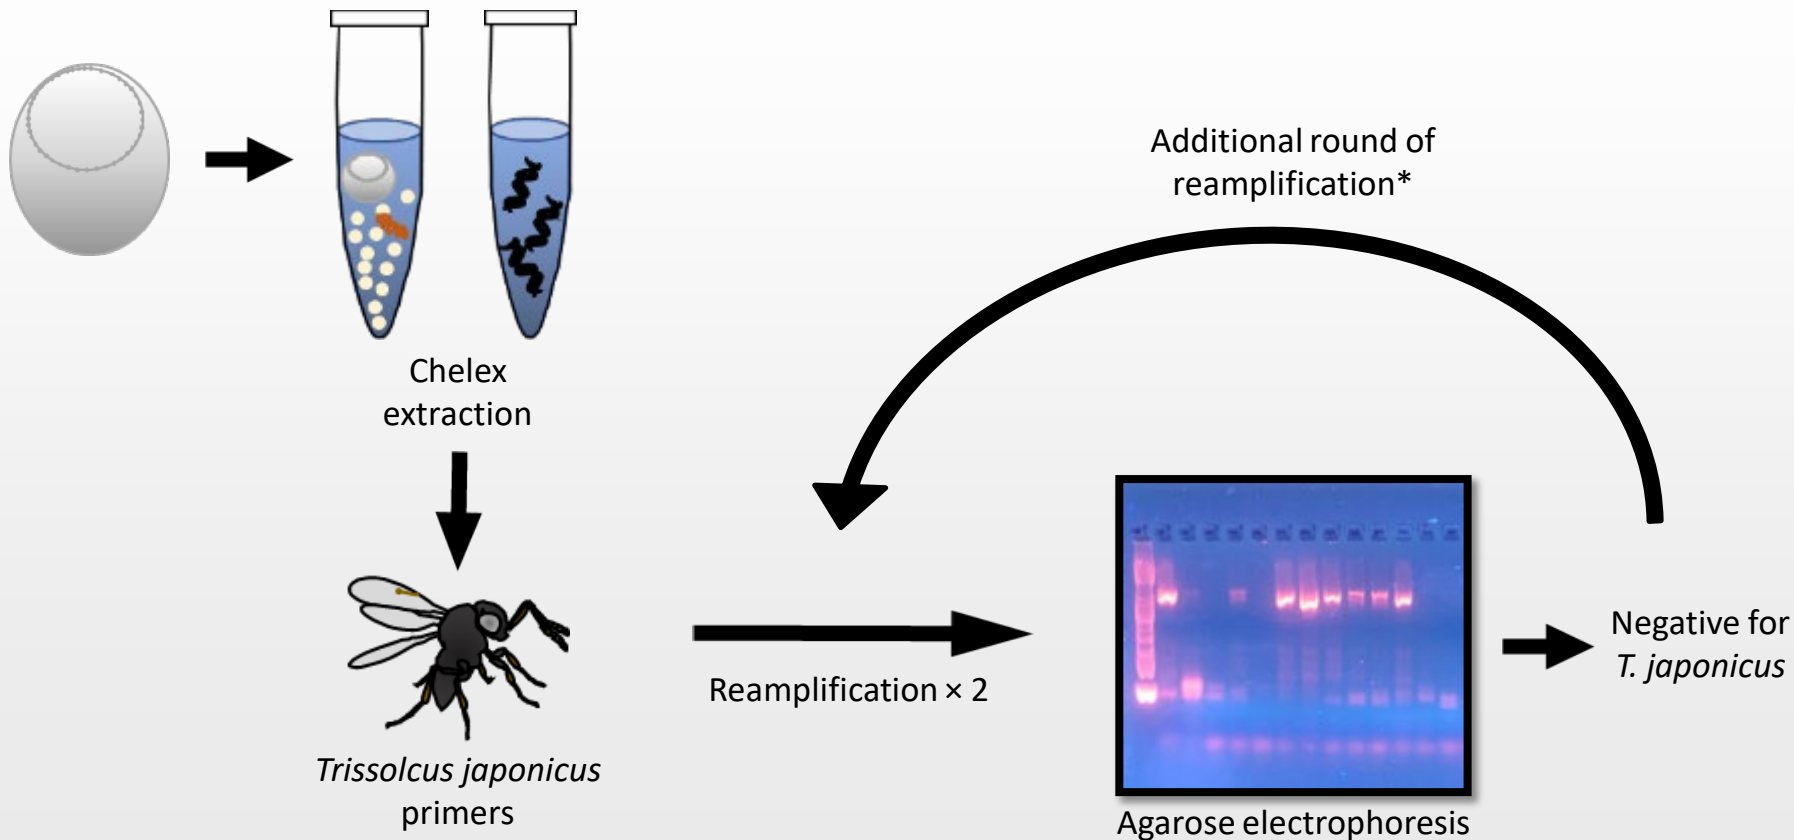 Chelex
extraction
Trissolcus japonicus
primers
Reamplification × 2
Additional round of
reamplification*
Agarose electrophoresis
Negative for
T. japonicus